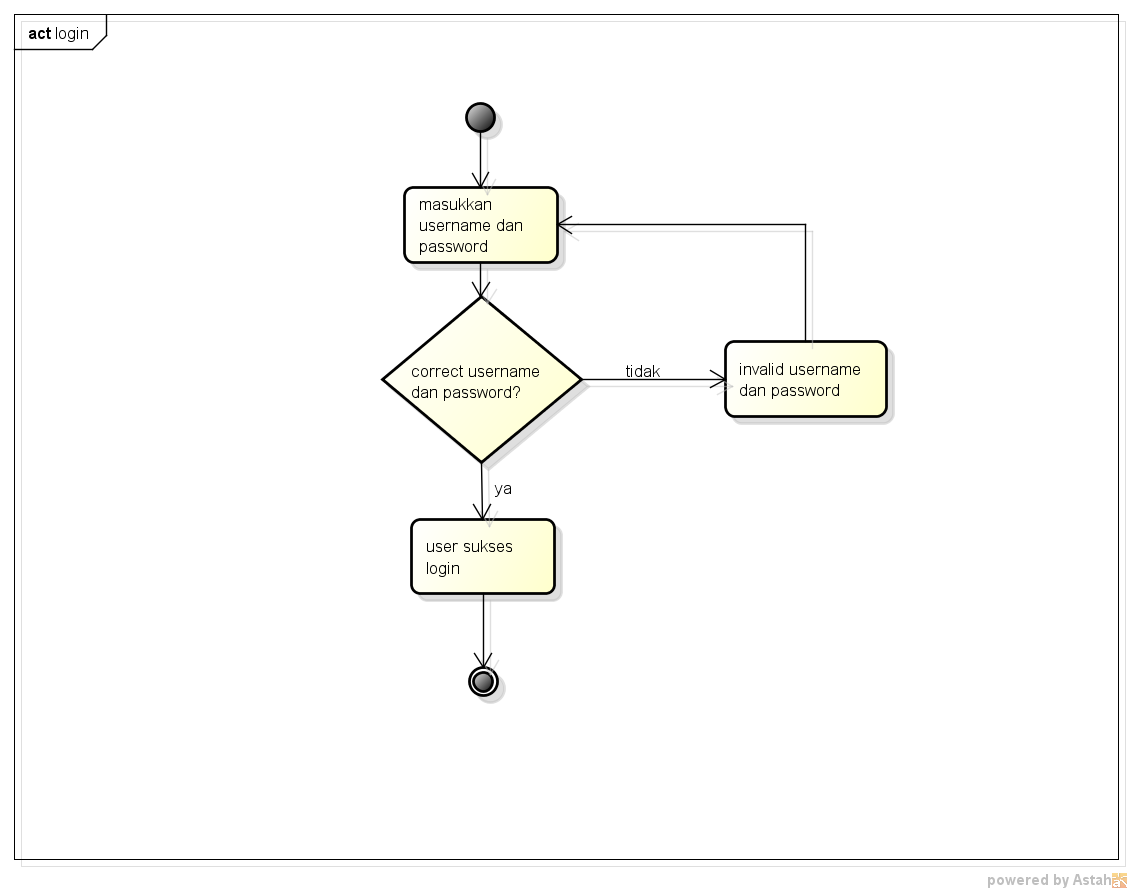 act login
masukkan
username dan
password
correct username
dan password?
tidak
invalid username
dan password
ya
user sukses
login
powered by Astah